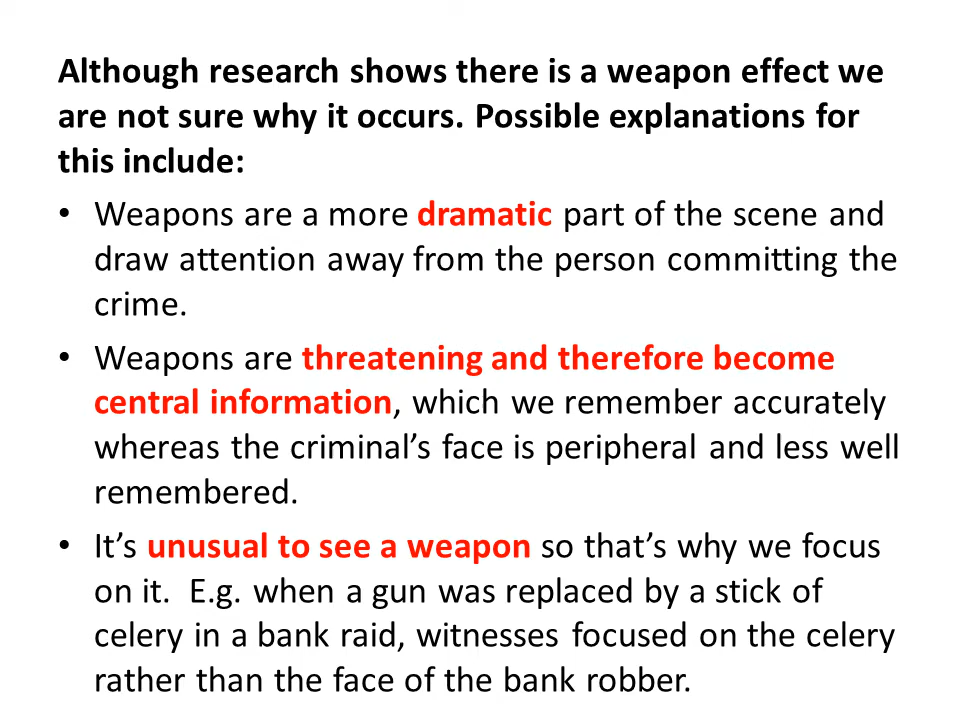 Although research shows there is a weapon effect we
are not sure why it occurs. Possible explanations for
this include:
• Weapons are a more dramatic part of the scene and
draw attention away from the person committing the
crime.
• Weapons are threatening and therefore become
central information, which we remember accurately
whereas the criminal’s face is peripheral and less well
remembered.
• It’s unusual to see a weapon so that’s why we focus
on it.  E.g. when a gun was replaced by a stick of
celery in a bank raid, witnesses focused on the celery
rather than the face of the bank robber.